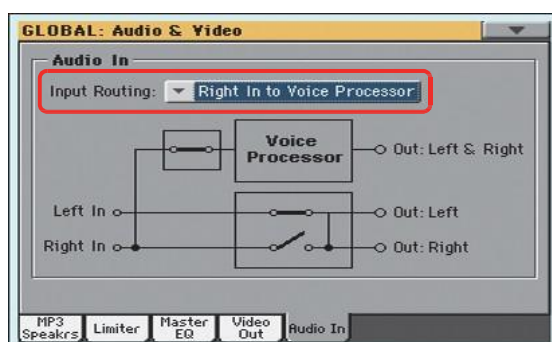 GLOBAL: Audio & Video
Audio In
Input Routing: Right In to Voice Processor
Voice
Processor
Out: Left & Right
Left In
Out: Left
Right In
Out: Right
MP3 Speakrs Limiter Master EQ Video Out Audio In